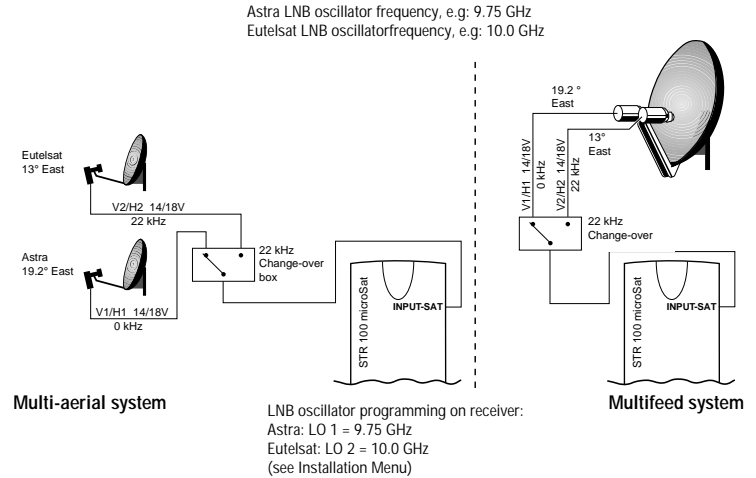 Astra LNB oscillator frequency, e.g: 9.75 GHz
Eutelsat LNB oscillatorfrequency, e.g: 10.0 GHz
Eutelsat
13° East
V2/H2 14/18V
22 kHz
Astra
19.2° East
V1/H1 14/18V
0 kHz
22 kHz
Change-over
box
INPUT-SAT
STR 100 microSat
Multi-aerial system
19.2 °
East
13°
East
V1/H1 14/18V
0 kHz
V2/H2 14/18V
22 kHz
22 kHz
Change-over
INPUT-SAT
STR 100 microSat
Multifeed system
LNB oscillator programming on receiver:
Astra: LO 1 = 9.75 GHz
Eutelsat: LO 2 = 10.0 GHz
(see Installation Menu)